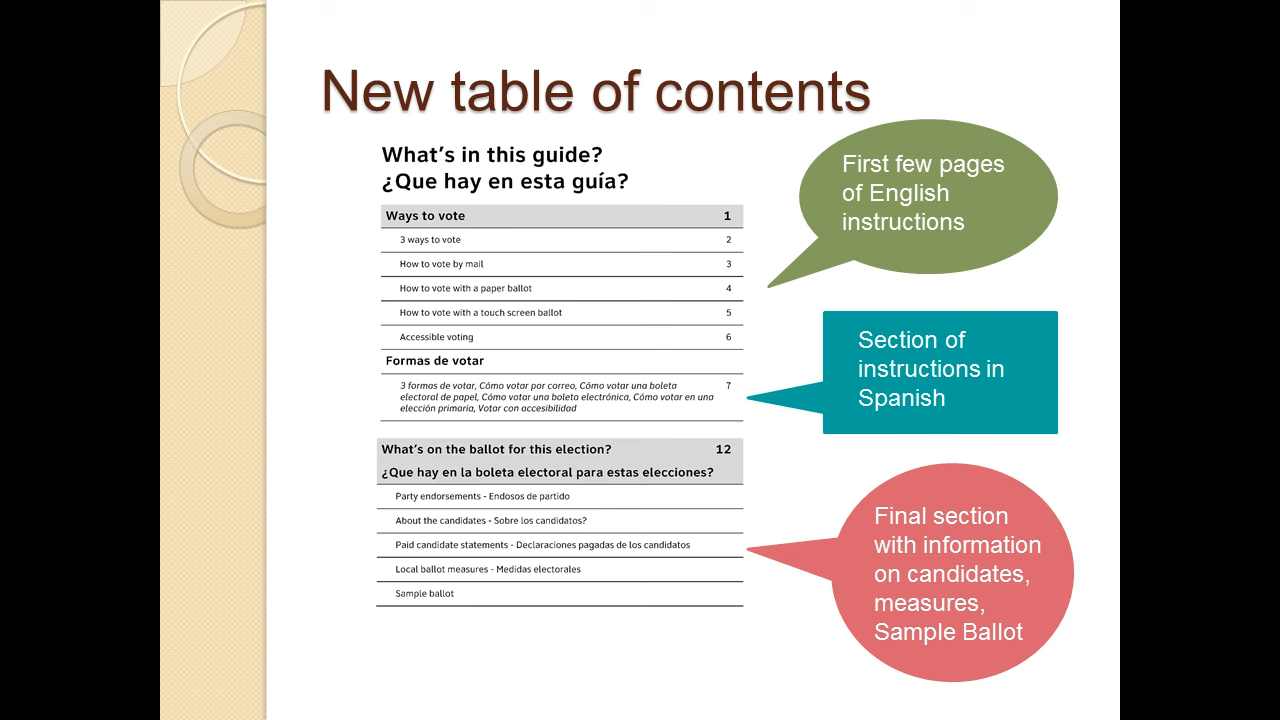 New table of contents
What's in this guide?
¿Que hay en esta guía?
Ways to vote 1
3 ways to vote 2
How to vote by mail 3
How to vote with a paper ballot 4
How to vote with a touch screen ballot 5
Accessible voting 6
Formas de votar
3 formas de votar, Cómo votar por correo, Cómo votar una boleta 7
electoral de papel, Cómo votar una boleta electrónica, Cómo votar en una
elección primaria, Votar con accesibilidad
What's on the ballot for this election? 12
¿Que hay en la boleta electoral para estas elecciones?
Party endorsements - Endosos de partido
About the candidates - Sobre los candidatos?
Paid candidate statements - Declaraciones pagadas de los candidatos
Local ballot measures - Medidas electorales
Sample ballot
First few pages
of English
instructions
Section of
instructions in
Spanish
Final section
with information
on candidates,
measures,
Sample Ballot